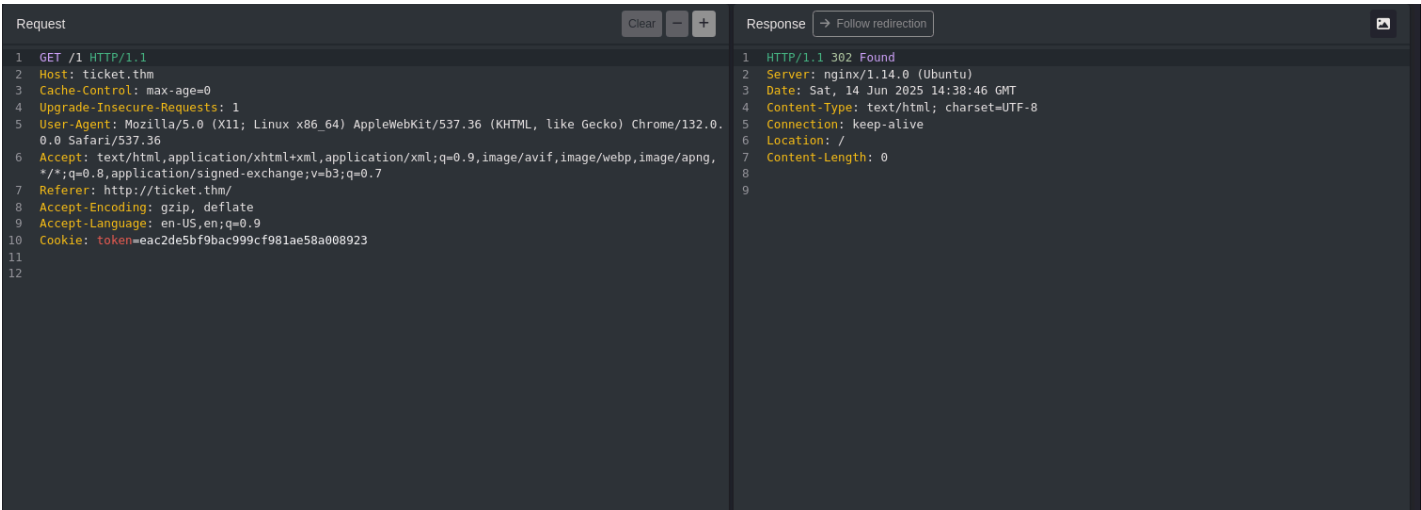 Request
Clear − +
1 GET /1 HTTP/1.1
2 Host: ticket.thm
3 Cache-Control: max-age=0
4 Upgrade-Insecure-Requests: 1
5 User-Agent: Mozilla/5.0 (X11; Linux x86_64) AppleWebKit/537.36 (KHTML, like Gecko) Chrome/132.0.
0.0 Safari/537.36
6 Accept: text/html,application/xhtml+xml,application/xml;q=0.9,image/avif,image/webp,image/apng,
*/*;q=0.8,application/signed-exchange;v=b3;q=0.7
7 Referer: http://ticket.thm/
8 Accept-Encoding: gzip, deflate
9 Accept-Language: en-US,en;q=0.9
10 Cookie: token=eac2de5bf9bac999cf981ae58a008923
11
12
Response → Follow redirection
1 HTTP/1.1 302 Found
2 Server: nginx/1.14.0 (Ubuntu)
3 Date: Sat, 14 Jun 2025 14:38:46 GMT
4 Content-Type: text/html; charset=UTF-8
5 Connection: keep-alive
6 Location: /
7 Content-Length: 0
8
9